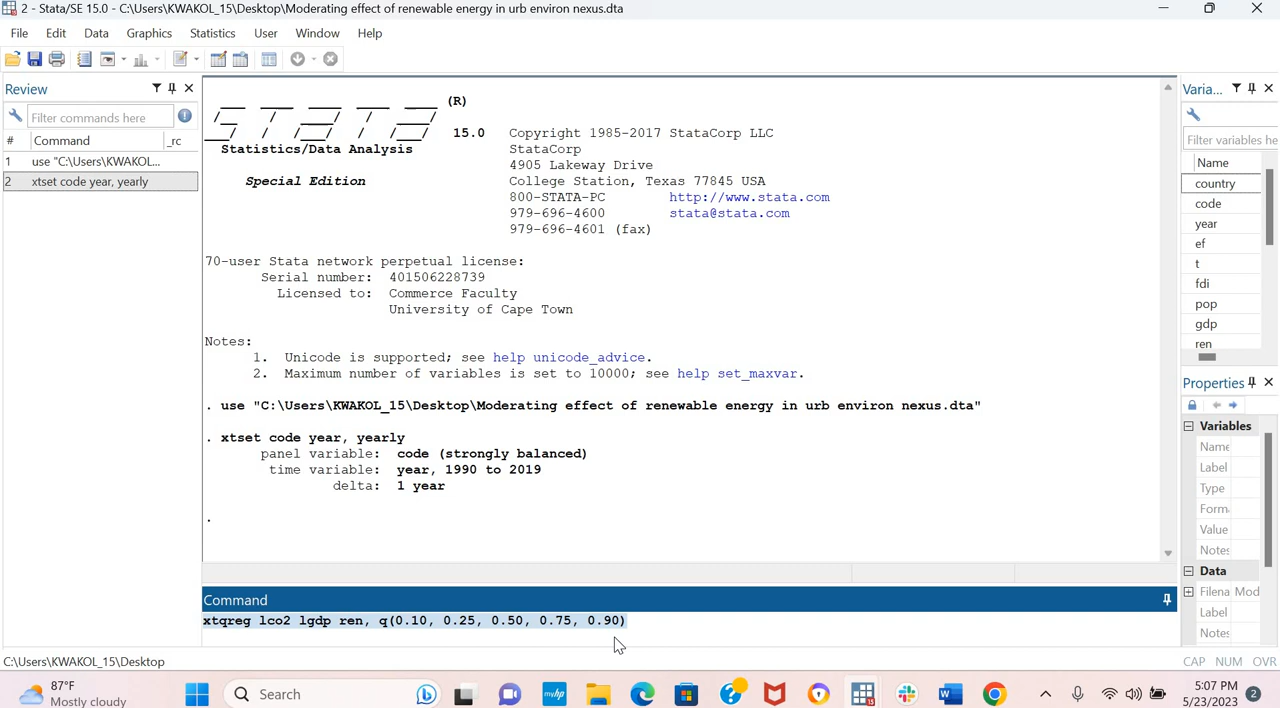 2 - Stata/SE 15.0 - C:\Users\KWAKOL_15\Desktop\Moderating effect of renewable energy in urb environ nexus.dta
File Edit Data Graphics Statistics User Window Help
Review
Filter commands here
# Command _rc
1 use "C:\Users\KWAKOL...
2 xtset code year, yearly
(R)
15.0 Copyright 1985-2017 StataCorp LLC
Statistics/Data Analysis StataCorp
4905 Lakeway Drive
Special Edition College Station, Texas 77845 USA
800-STATA-PC http://www.stata.com
979-696-4600 stata@stata.com
979-696-4601 (fax)
70-user Stata network perpetual license:
Serial number: 401506228739
Licensed to: Commerce Faculty
University of Cape Town
Notes:
1. Unicode is supported; see help unicode_advice.
2. Maximum number of variables is set to 10000; see help set_maxvar.
. use "C:\Users\KWAKOL_15\Desktop\Moderating effect of renewable energy in urb environ nexus.dta"
. xtset code year, yearly
panel variable: code (strongly balanced)
time variable: year, 1990 to 2019
delta: 1 year
.
Command
xtqreg lco2 lgdp ren, q(0.10, 0.25, 0.50, 0.75, 0.90)
Varia...
Filter variables he
Name
country
code
year
ef
t
fdi
pop
gdp
ren
Properties
Variables
Name
Label
Type
Form
Value
Notes
Data
Filena Mod
Label
Notes
C:\Users\KWAKOL_15\Desktop
CAP NUM OVR
87°F
Mostly cloudy
Search
myhp
5:07 PM
5/23/2023
2